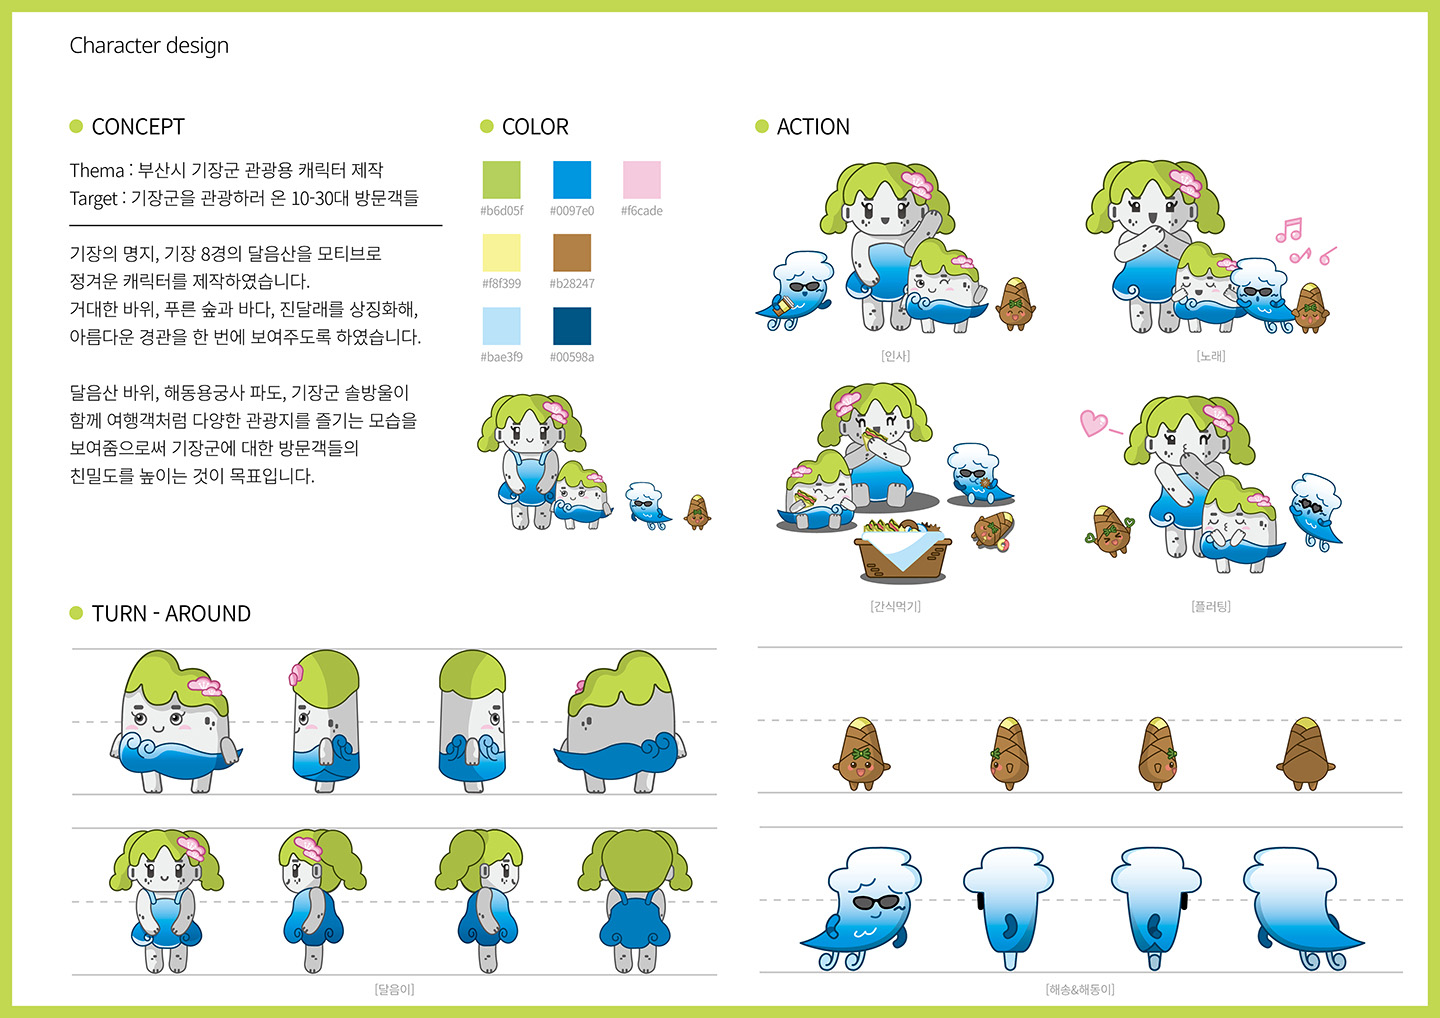 Character design
CONCEPT
Thema : 부산시 기장군 관광용 캐릭터 제작
Target : 기장군을 관광하러 온 10-30대 방문객들
기장의 명지, 기장 8경의 달음산을 모티브로
정겨운 캐릭터를 제작하였습니다.
거대한 바위, 푸른 숲과 바다, 진달래를 상징화해,
아름다운 경관을 한 번에 보여주도록 하였습니다.
달음산 바위, 해동용궁사 파도, 기장군 솔방울이
함께 여행객처럼 다양한 관광지를 즐기는 모습을
보여줌으로써 기장군에 대한 방문객들의
친밀도를 높이는 것이 목표입니다.
COLOR
#b6d05f #0097e0 #f6cade
#f8f399 #b28247
#bae3f9 #00598a
ACTION
[인사]
[노래]
[간식먹기]
[플러팅]
TURN - AROUND
[달음이]
[해송&해동이]